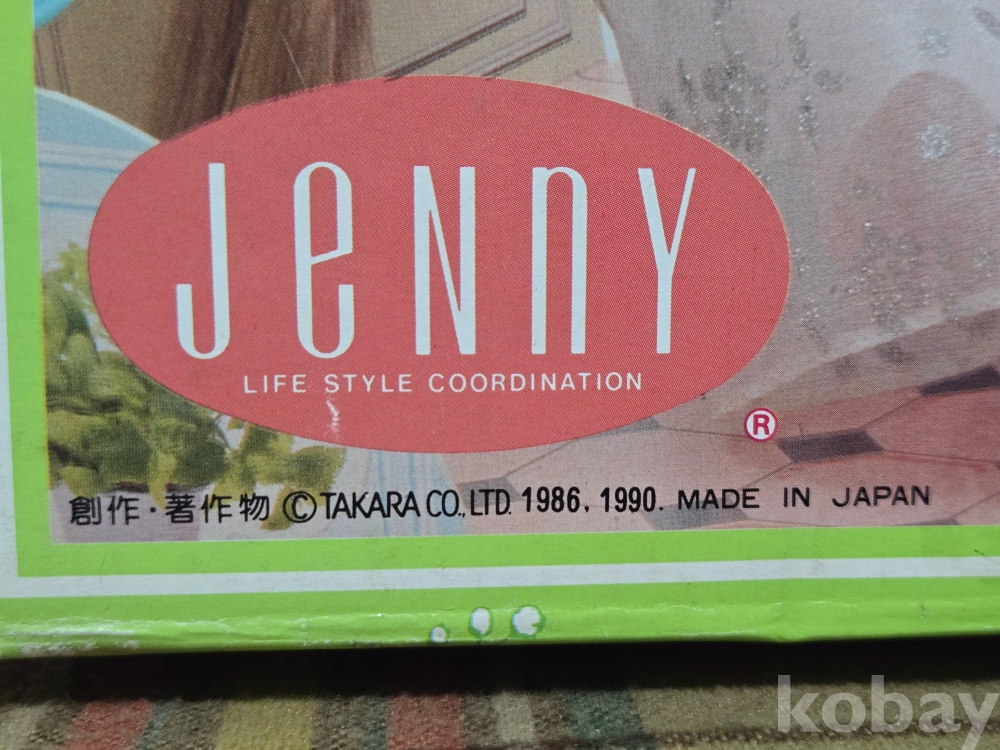 Jenny
LIFE STYLE COORDINATION
®
創作・著作物 ©TAKARA CO., LTD. 1986, 1990. MADE IN JAPAN
kobay